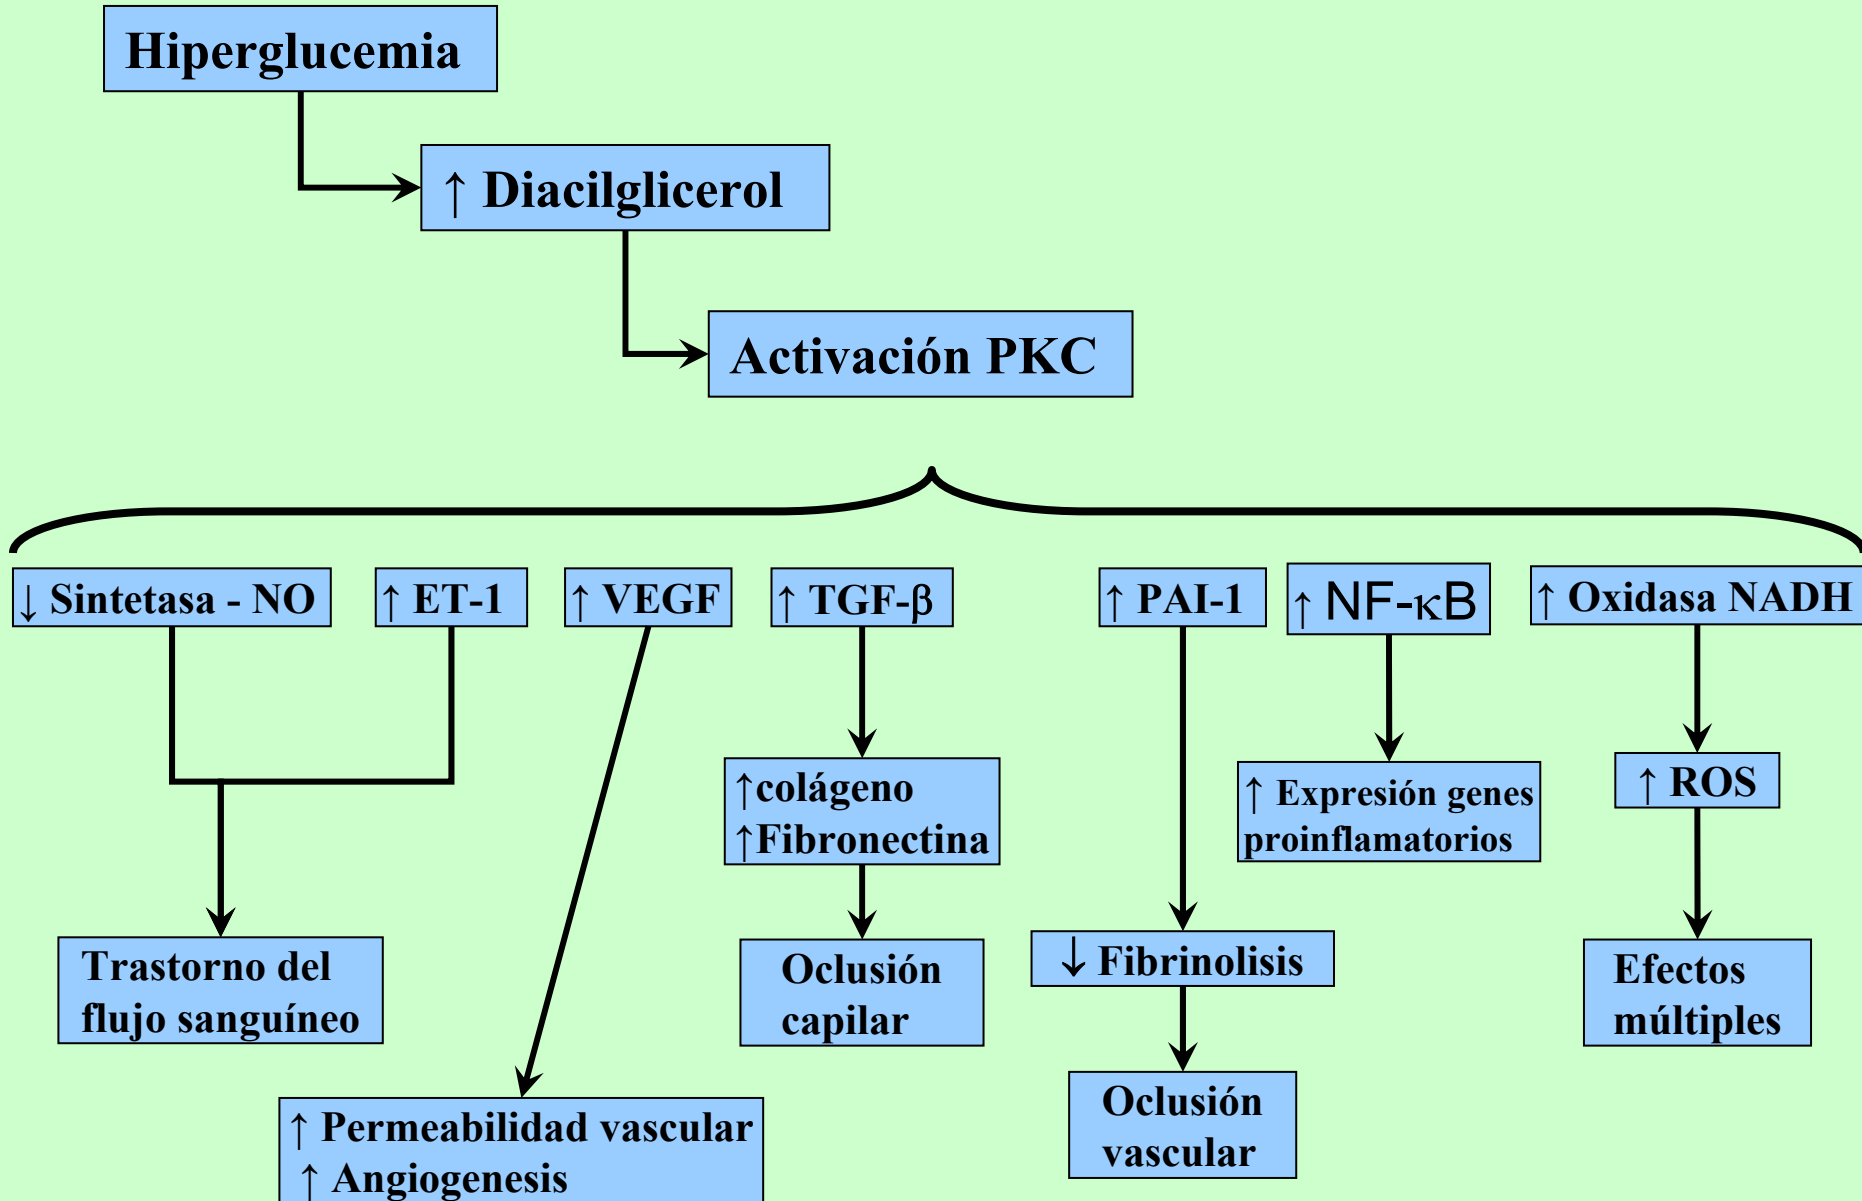 Hiperglucemia
↑ Diacilglicerol
Activación PKC
↓ Sintetasa - NO
↑ ET-1
↑ VEGF
↑ TGF-β
↑ PAI-1
↑ NF-κB
↑ Oxidasa NADH
↑colágeno
↑Fibronectina
↑ Expresión genes
proinflamatorios
↑ ROS
Trastorno del
flujo sanguíneo
Oclusión
capilar
↓ Fibrinolisis
Efectos
múltiples
↑ Permeabilidad vascular
↑ Angiogenesis
Oclusión
vascular